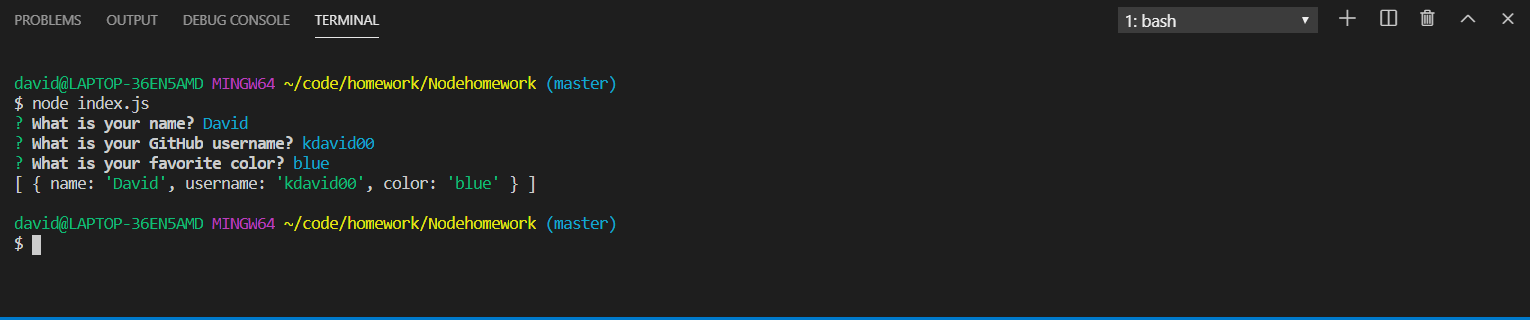 PROBLEMS OUTPUT DEBUG CONSOLE TERMINAL 1: bash
david@LAPTOP-36EN5AMD MINGW64 ~/code/homework/Nodehomework (master)
$ node index.js
? What is your name? David
? What is your GitHub username? kdavid00
? What is your favorite color? blue
[ { name: 'David', username: 'kdavid00', color: 'blue' } ]
david@LAPTOP-36EN5AMD MINGW64 ~/code/homework/Nodehomework (master)
$